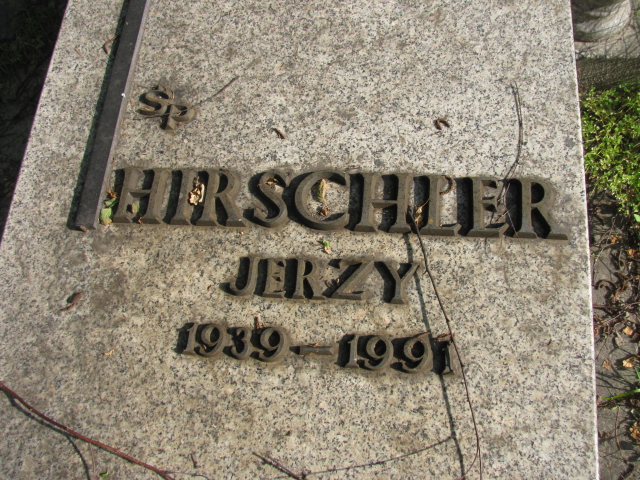 ŚP
HIRSCHLER
JERZY
1939-1991